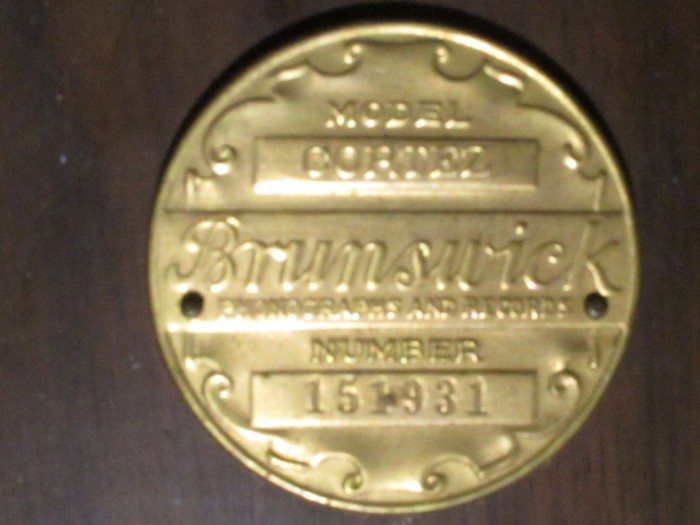 MODEL
CORTEZ
Brunswick
PHONOGRAPHS AND RECORDS
NUMBER
151931